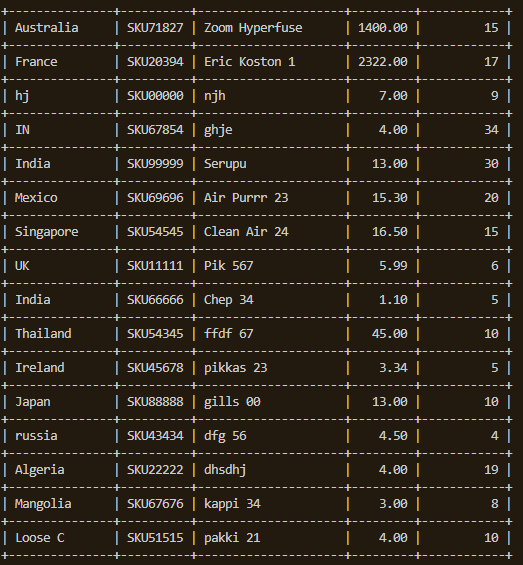 | Australia | SKU71827 | Zoom Hyperfuse | 1400.00 | 15 |
| France | SKU20394 | Eric Koston 1 | 2322.00 | 17 |
| hj | SKU00000 | njh | 7.00 | 9 |
| IN | SKU67854 | ghje | 4.00 | 34 |
| India | SKU99999 | Serupu | 13.00 | 30 |
| Mexico | SKU69696 | Air Purrr 23 | 15.30 | 20 |
| Singapore | SKU54545 | Clean Air 24 | 16.50 | 15 |
| UK | SKU11111 | Pik 567 | 5.99 | 6 |
| India | SKU66666 | Chep 34 | 1.10 | 5 |
| Thailand | SKU54345 | ffdf 67 | 45.00 | 10 |
| Ireland | SKU45678 | pikkas 23 | 3.34 | 5 |
| Japan | SKU88888 | gills 00 | 13.00 | 10 |
| russia | SKU43434 | dfg 56 | 4.50 | 4 |
| Algeria | SKU22222 | dhsdhj | 4.00 | 19 |
| Mangolia | SKU67676 | kappi 34 | 3.00 | 8 |
| Loose C | SKU51515 | pakki 21 | 4.00 | 10 |